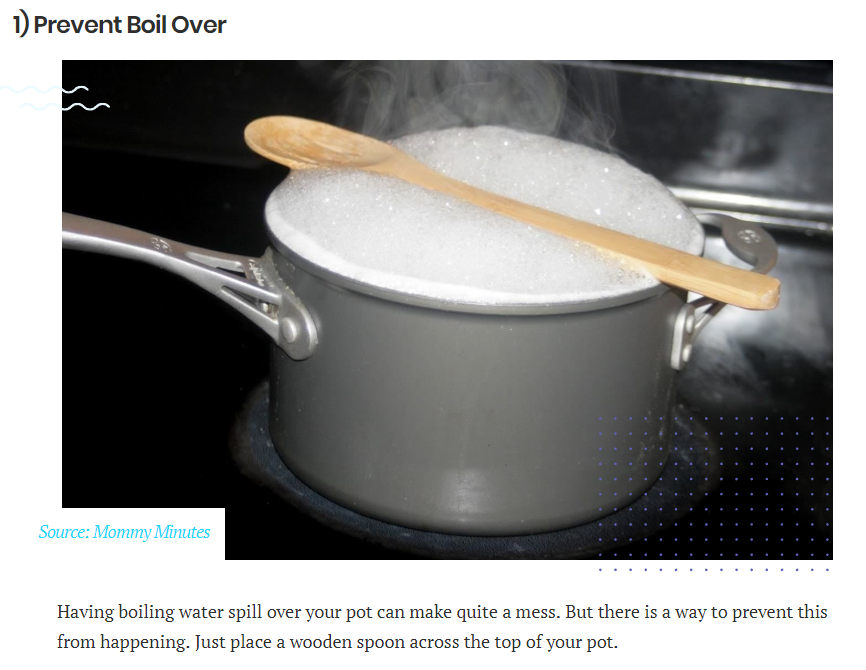 1) Prevent Boil Over
Source: Mommy Minutes
Having boiling water spill over your pot can make quite a mess. But there is a way to prevent this
from happening. Just place a wooden spoon across the top of your pot.